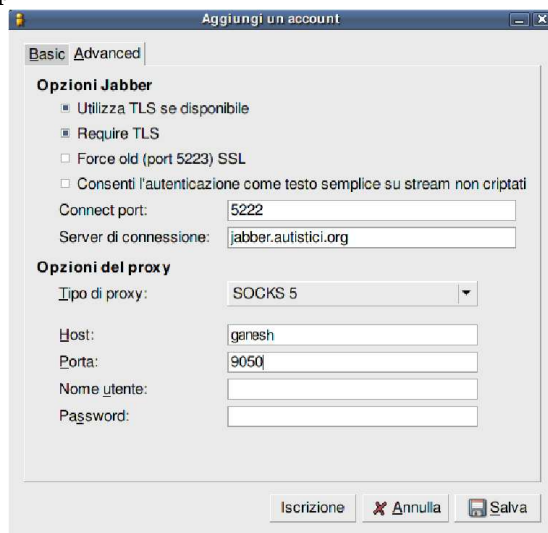 Aggiungi un account
Basic Advanced
Opzioni Jabber
Utilizza TLS se disponibile
Require TLS
Force old (port 5223) SSL
Consenti l'autenticazione come testo semplice su stream non criptati
Connect port: 5222
Server di connessione: jabber.autistici.org
Opzioni del proxy
Tipo di proxy: SOCKS 5
Host: ganesh
Porta: 9050
Nome utente:
Password:
Iscrizione Annulla Salva